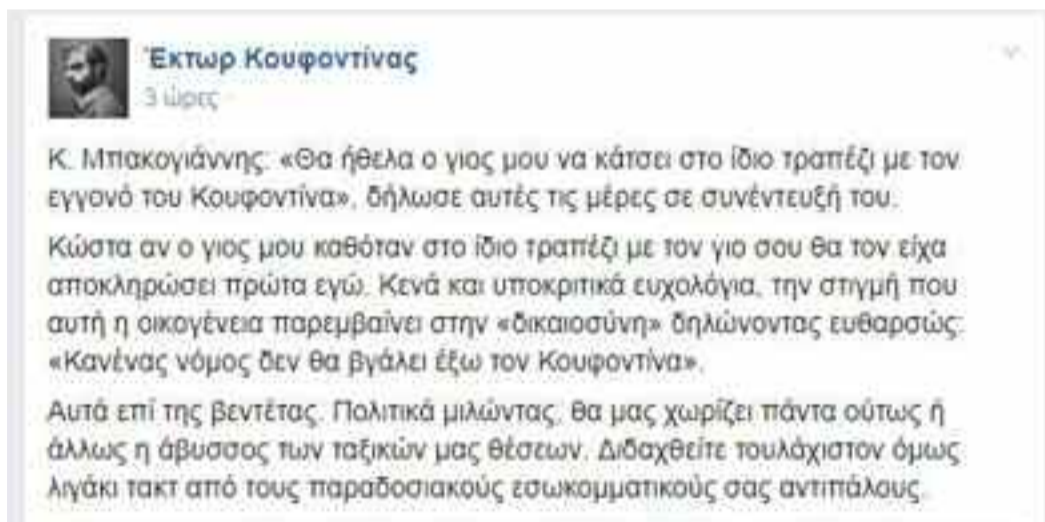 Έκτωρ Κουφοντίνας
3 ώρες
Κ. Μπακογιάννης: «Θα ήθελα ο γιος μου να κάτσει στο ίδιο τραπέζι με τον
εγγονό του Κουφοντίνα», δήλωσε αυτές τις μέρες σε συνέντευξή του.
Κώστα αν ο γιος μου καθόταν στο ίδιο τραπέζι με τον γιο σου θα τον είχα
αποκληρώσει πρώτα εγώ. Κενά και υποκριτικά ευχολόγια, την στιγμή που
αυτή η οικογένεια παρεμβαίνει στην «δικαιοσύνη» δηλώνοντας ευθαρσώς:
«Κανένας νόμος δεν θα βγάλει έξω τον Κουφοντίνα».
Αυτά επί της βεντέτας. Πολιτικά μιλώντας, θα μας χωρίζει πάντα ούτως ή
άλλως η άβυσσος των ταξικών μας θέσεων. Διδαχθείτε τουλάχιστον όμως
λιγάκι τακτ από τους παραδοσιακούς εσωκομματικούς σας αντιπάλους.